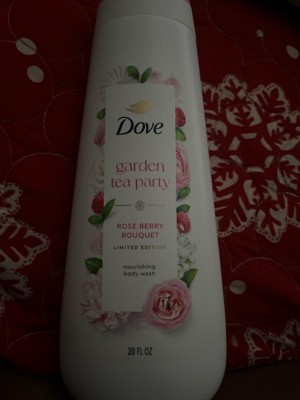 Dove
garden
tea party
ROSE BERRY
BOUQUET
LIMITED EDITION
nourishing
body wash
20 FL OZ